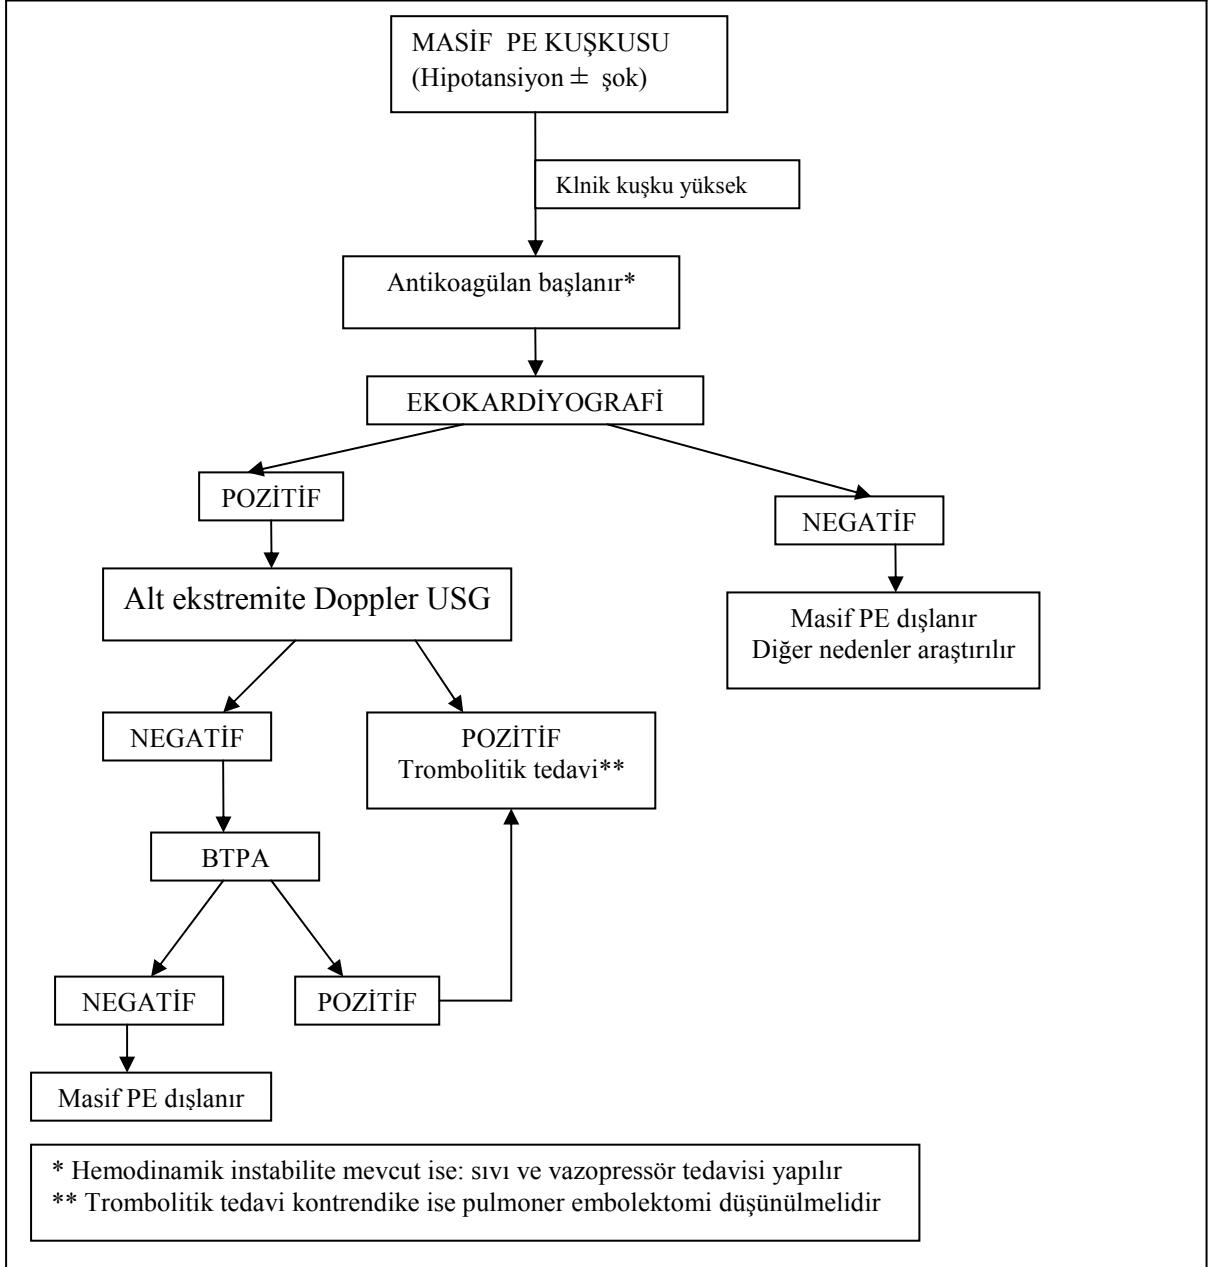 MASİF PE KUŞKUSU
(Hipotansiyon ± şok)
Klnik kuşku yüksek
Antikoagülan başlanır*
EKOKARDİYOGRAFİ
POZİTİF
NEGATİF
Alt ekstremite Doppler USG
Masif PE dışlanır
Diğer nedenler araştırılır
NEGATİF
POZİTİF
Trombolitik tedavi**
BTPA
NEGATİF
POZİTİF
Masif PE dışlanır
* Hemodinamik instabilite mevcut ise: sıvı ve vazopressör tedavisi yapılır
** Trombolitik tedavi kontrendike ise pulmoner embolektomi düşünülmelidir